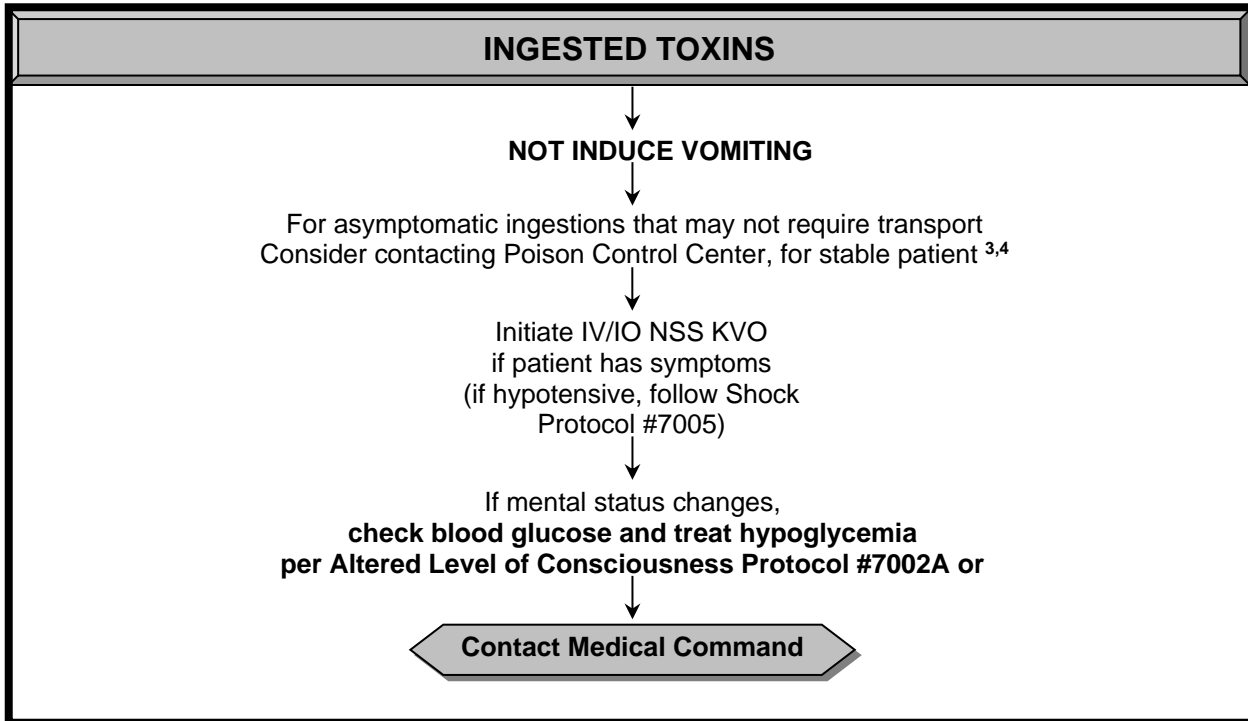 INGESTED TOXINS
NOT INDUCE VOMITING
For asymptomatic ingestions that may not require transport
Consider contacting Poison Control Center, for stable patient 3,4
Initiate IV/IO NSS KVO
if patient has symptoms
(if hypotensive, follow Shock
Protocol #7005)
If mental status changes,
check blood glucose and treat hypoglycemia
per Altered Level of Consciousness Protocol #7002A or
Contact Medical Command